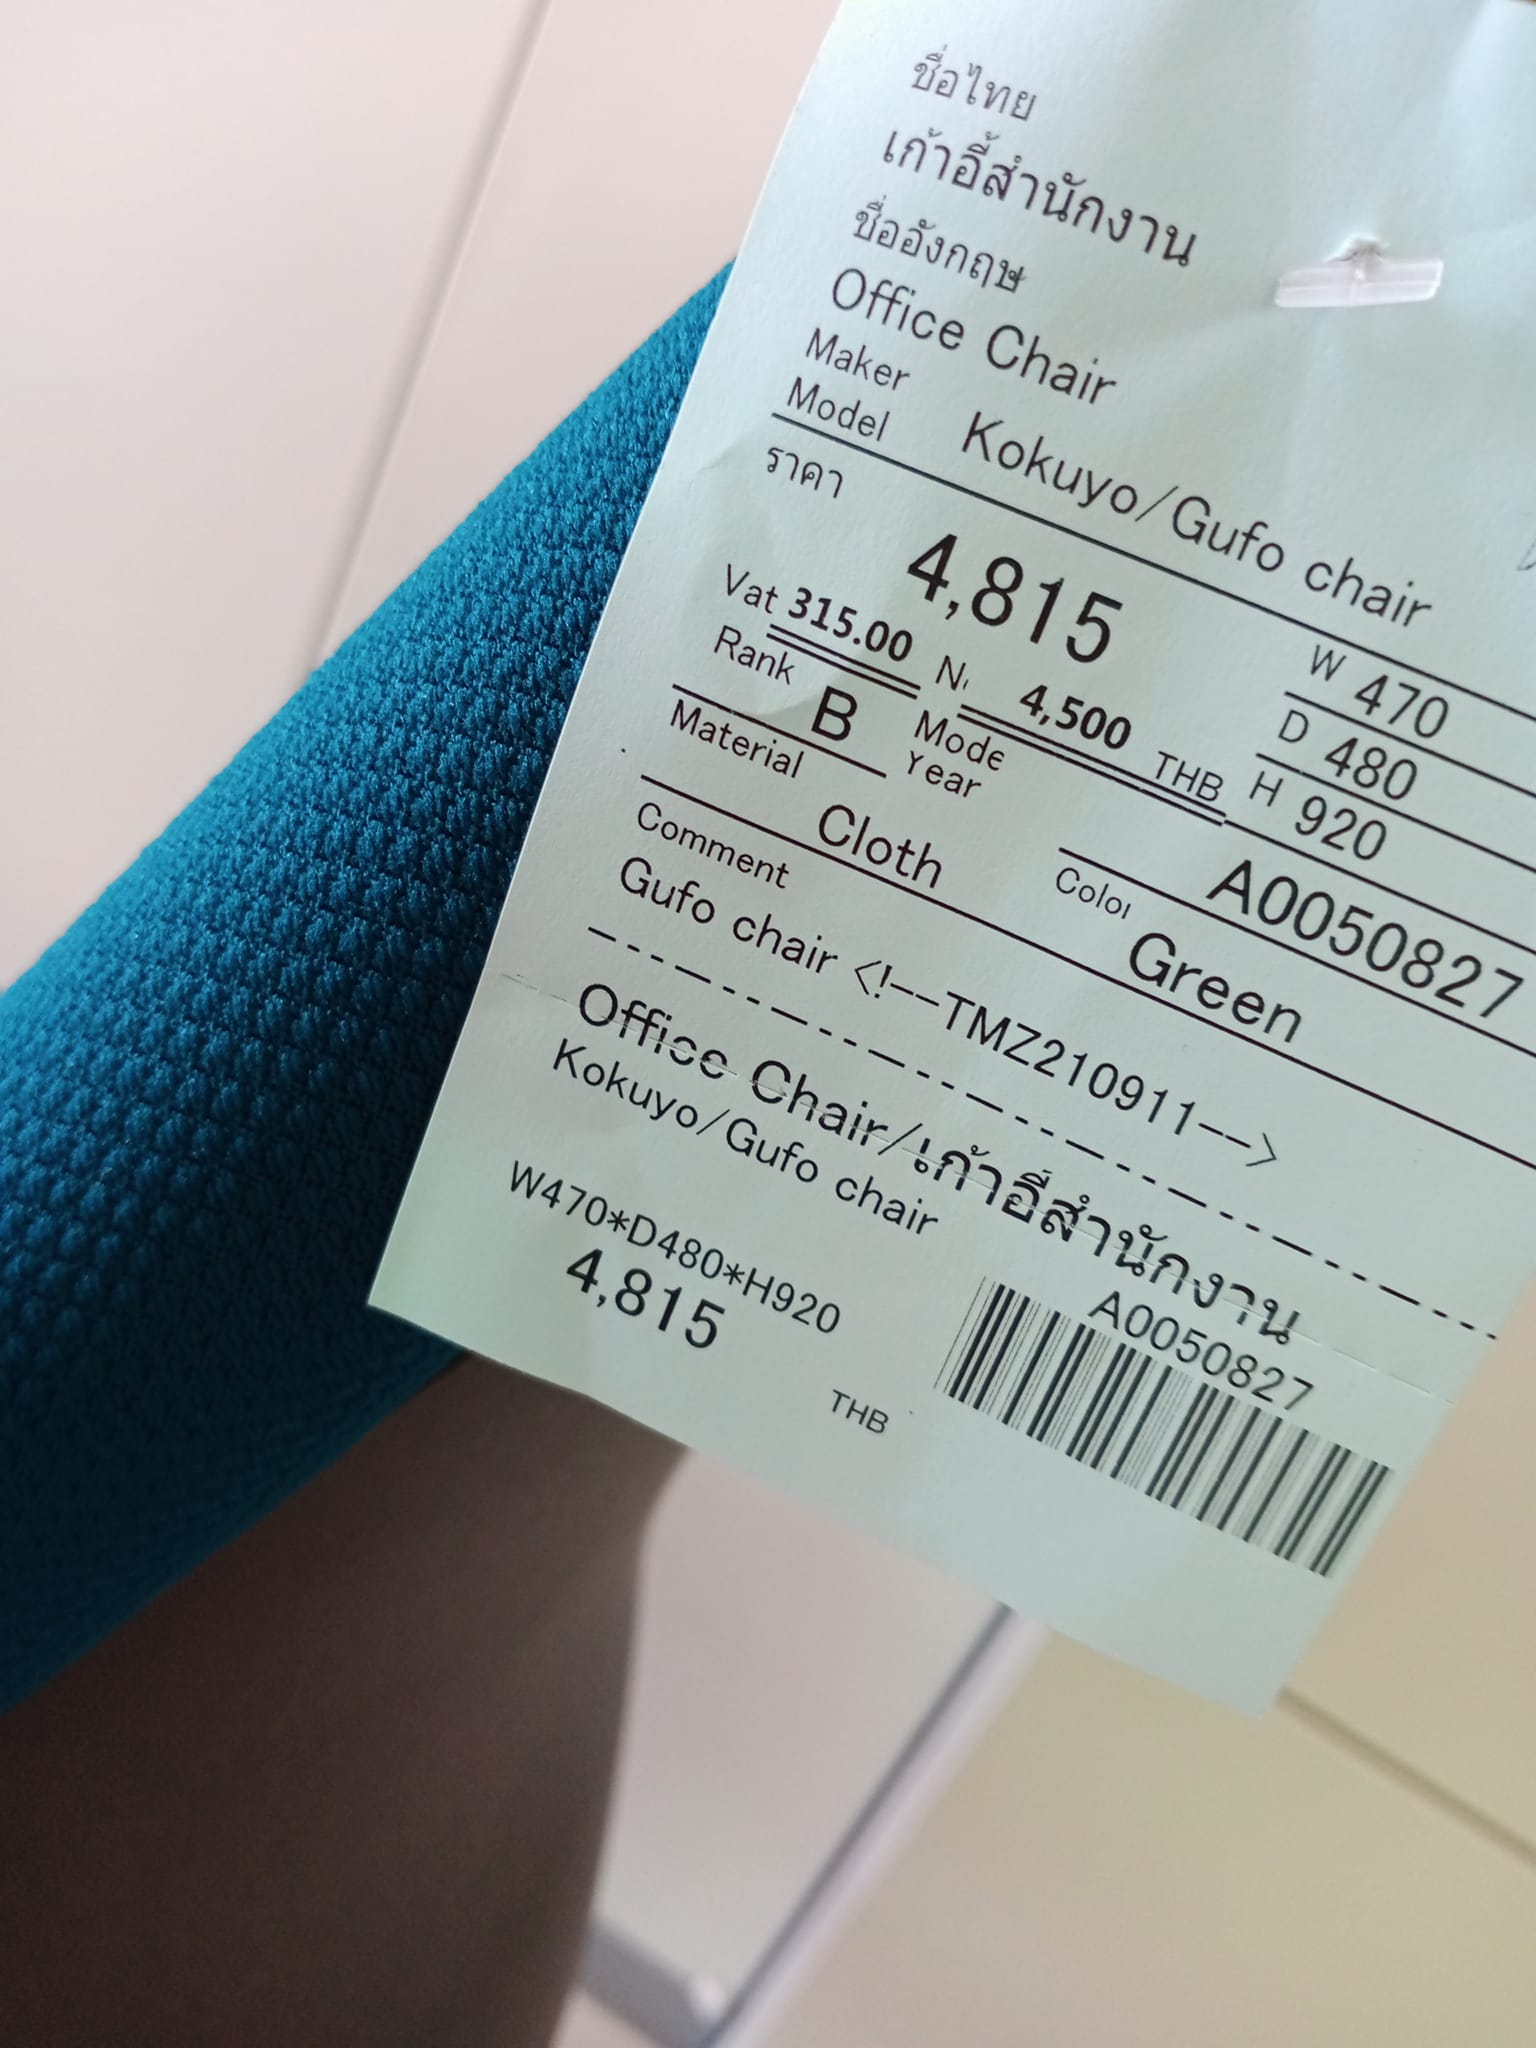 ชื่อไทย
เก้าอี้สำนักงาน
ชื่ออังกฤษ
Office Chair
Maker
Model Kokuyo/Gufo chair
ราคา
4,815
W 470
Vat 315.00 4,500 THB
D 480
Rank B
Year
H 920
Material Cloth
A0050827
Comment
Green
Gufo chair <!--TMZ210911-->
Office Chair/เก้าอี้สำนักงาน
Kokuyo/Gufo chair
A0050827
W470*D480*H920
4,815
THB